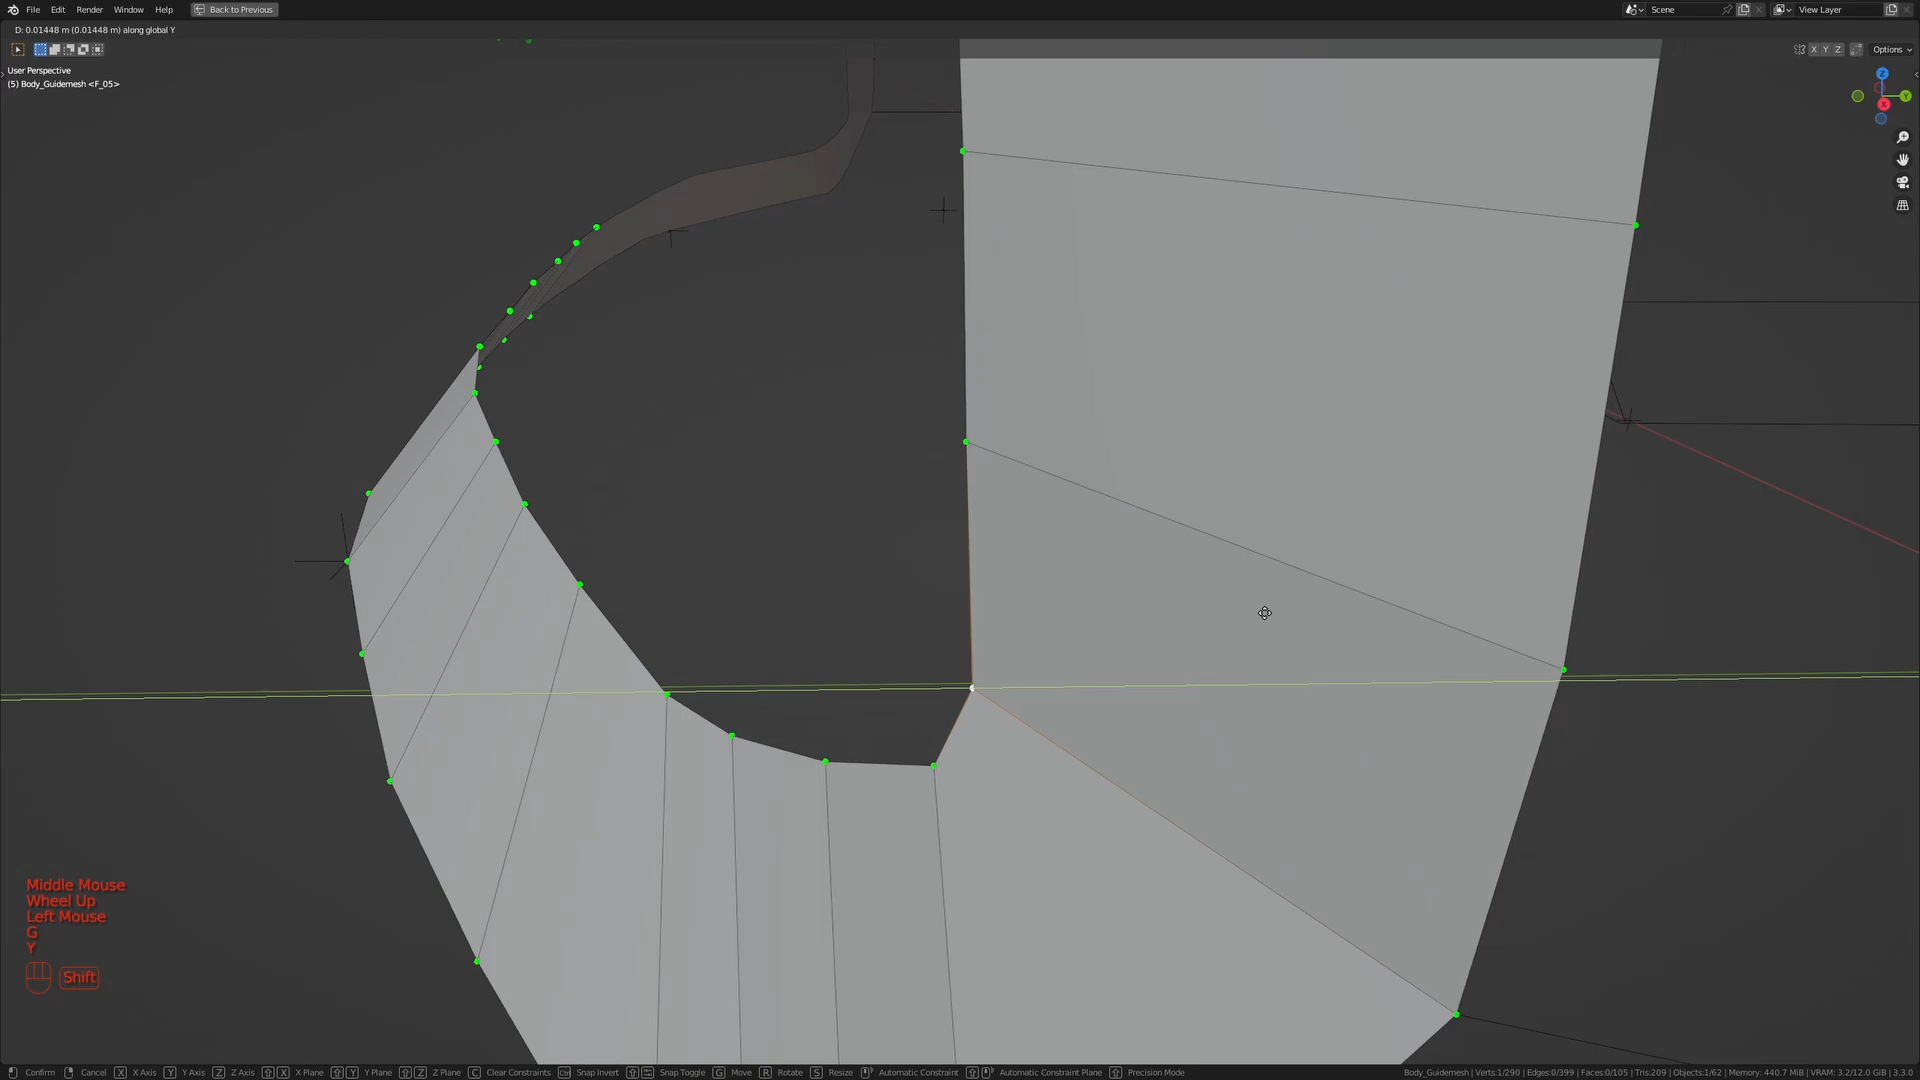 File Edit Render Window Help Back to Previous Scene View Layer
D: 0.01448 m (0.01448 m) along global Y
X Y Z Options
User Perspective
(5) Body_Guidemesh <F_05>
Z
Y
X
Middle Mouse
Wheel Up
Left Mouse
G
Y
Shift
Confirm Cancel X X Axis Y Y Axis Z Z Axis X X Plane Y Y Plane Z Z Plane C Clear Constraints Ctrl Snap Invert Snap Toggle G Move R Rotate S Resize Automatic Constraint Automatic Constraint Plane Precision Mode Body_Guidemesh | Verts:1/290 | Edges:0/399 | Faces:0/105 | Tris:209 | Objects:1/62 | Memory: 440.7 MiB | VRAM: 3.2/12.0 GiB | 3.3.0